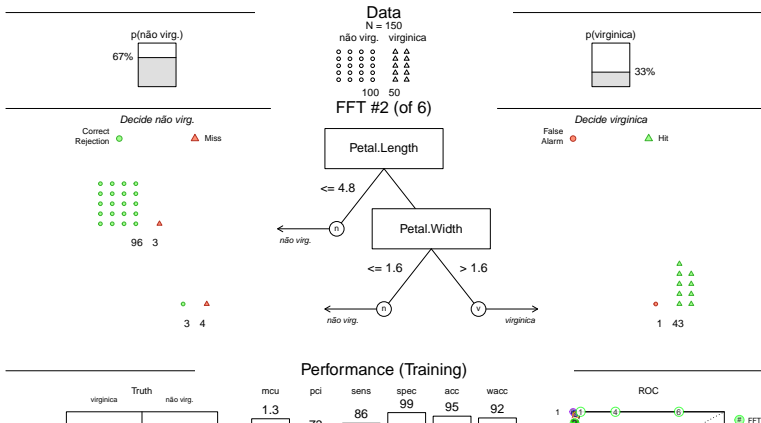 Data
N = 150
p(não virg.)
67%
não virg. virginica
100 50
p(virginica)
33%
FFT #2 (of 6)
Decide não virg.
Correct Rejection
Miss
Decide virginica
False Alarm
Hit
Petal.Length
<= 4.8
n
não virg.
96 3
Petal.Width
<= 1.6
> 1.6
n
v
não virg.
virginica
3 4
1 43
Performance (Training)
Truth
virginica
não virg.
mcu
pci
sens
spec
acc
wacc
1.3
86
99
95
92
ROC
1
1
4
6
# FFT